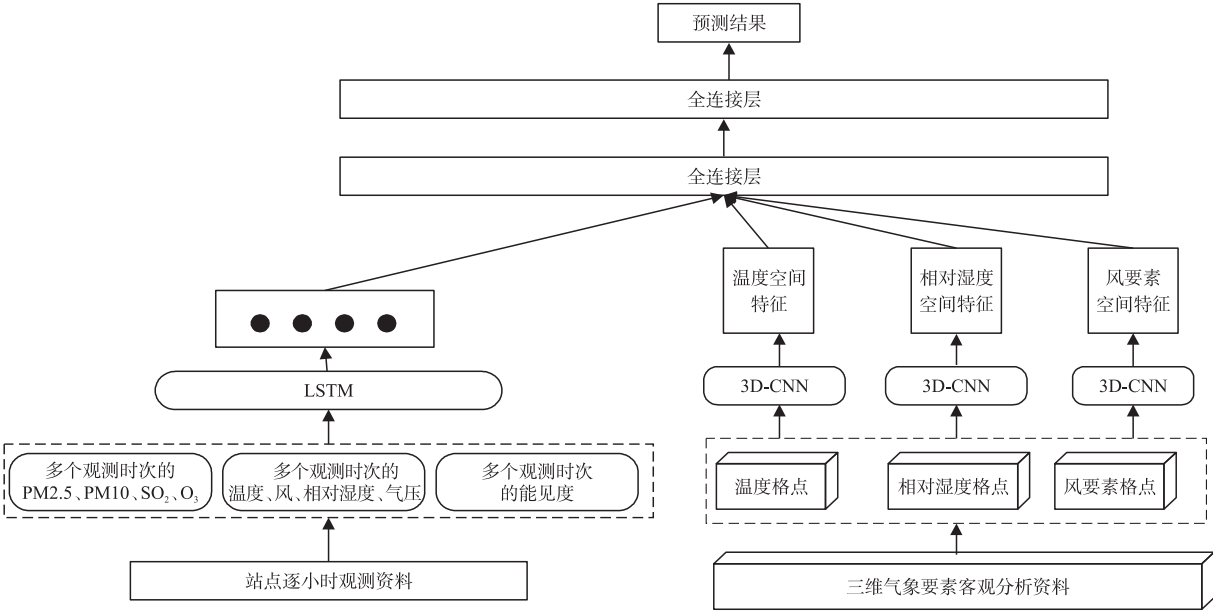 预测结果
全连接层
全连接层
温度空间
特征
相对湿度
空间特征
风要素
空间特征
LSTM
3D-CNN
3D-CNN
3D-CNN
多个观测时次的
PM2.5、PM10、SO₂、O₃
多个观测时次的
温度、风、相对湿度、气压
多个观测时次
的能见度
温度格点
相对湿度格点
风要素格点
站点逐小时观测资料
三维气象要素客观分析资料